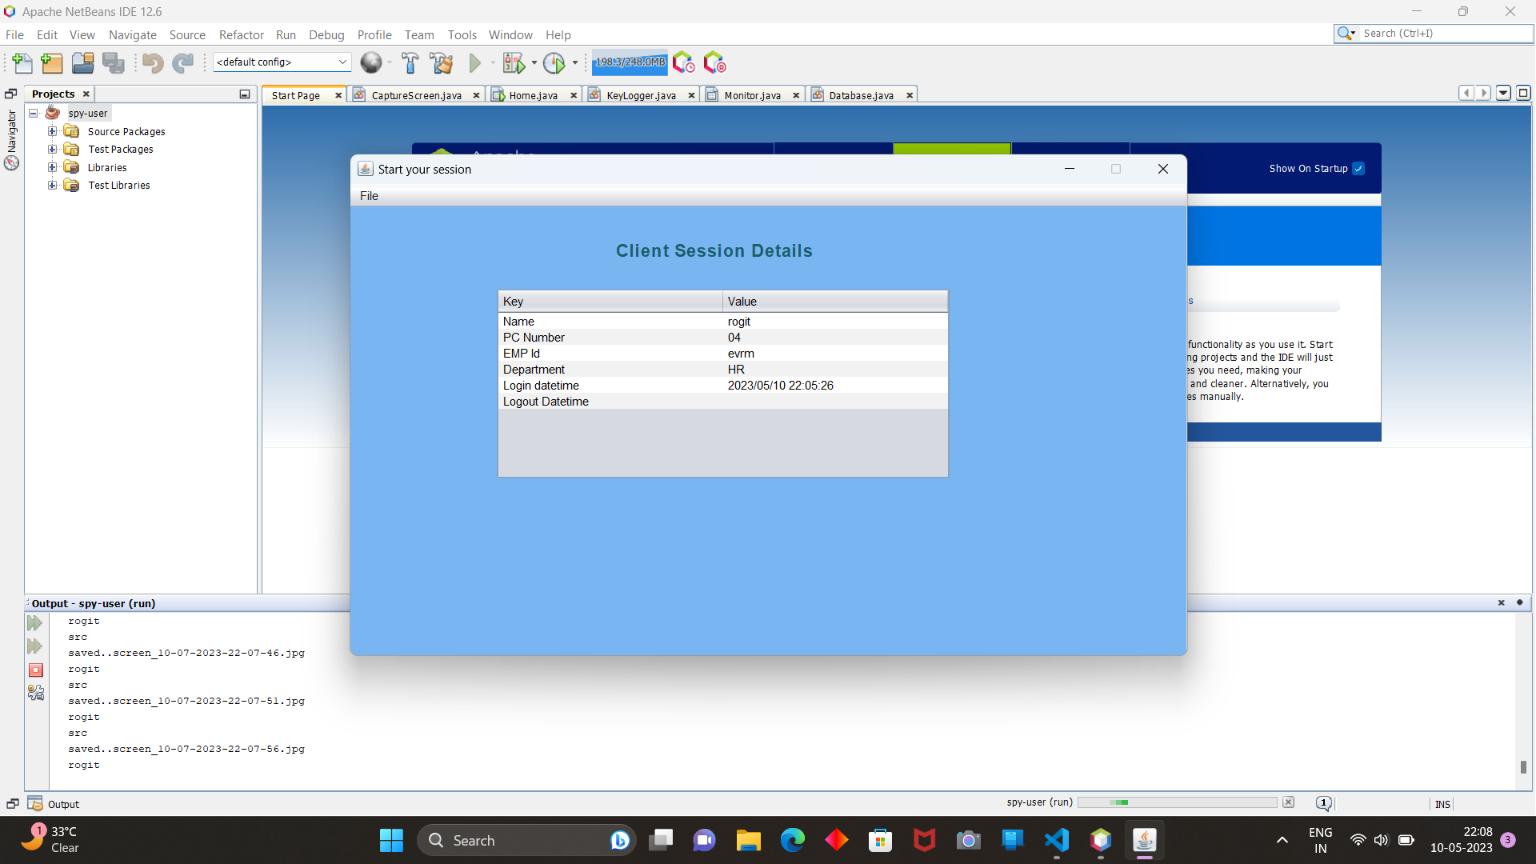 Apache NetBeans IDE 12.6
File Edit View Navigate Source Refactor Run Debug Profile Team Tools Window Help
Search (Ctrl+I)
<default config>
198.3/248.0MB
Projects
Start Page CaptureScreen.java Home.java KeyLogger.java Monitor.java Database.java
Navigator
spy-user
Source Packages
Test Packages
Libraries
Test Libraries
Show On Startup
Start your session
File
Client Session Details
Key Value
Name rogit
PC Number 04
EMP Id evrm
Department HR
Login datetime 2023/05/10 22:05:26
Logout Datetime
s
functionality as you use it. Start
ng projects and the IDE will just
es you need, making your
and cleaner. Alternatively, you
es manually.
Output - spy-user (run)
rogit
src
saved..screen_10-07-2023-22-07-46.jpg
rogit
src
saved..screen_10-07-2023-22-07-51.jpg
rogit
src
saved..screen_10-07-2023-22-07-56.jpg
rogit
Output
spy-user (run)
1
INS
1
33°C
Clear
Search
ENG
IN
22:08
10-05-2023
3